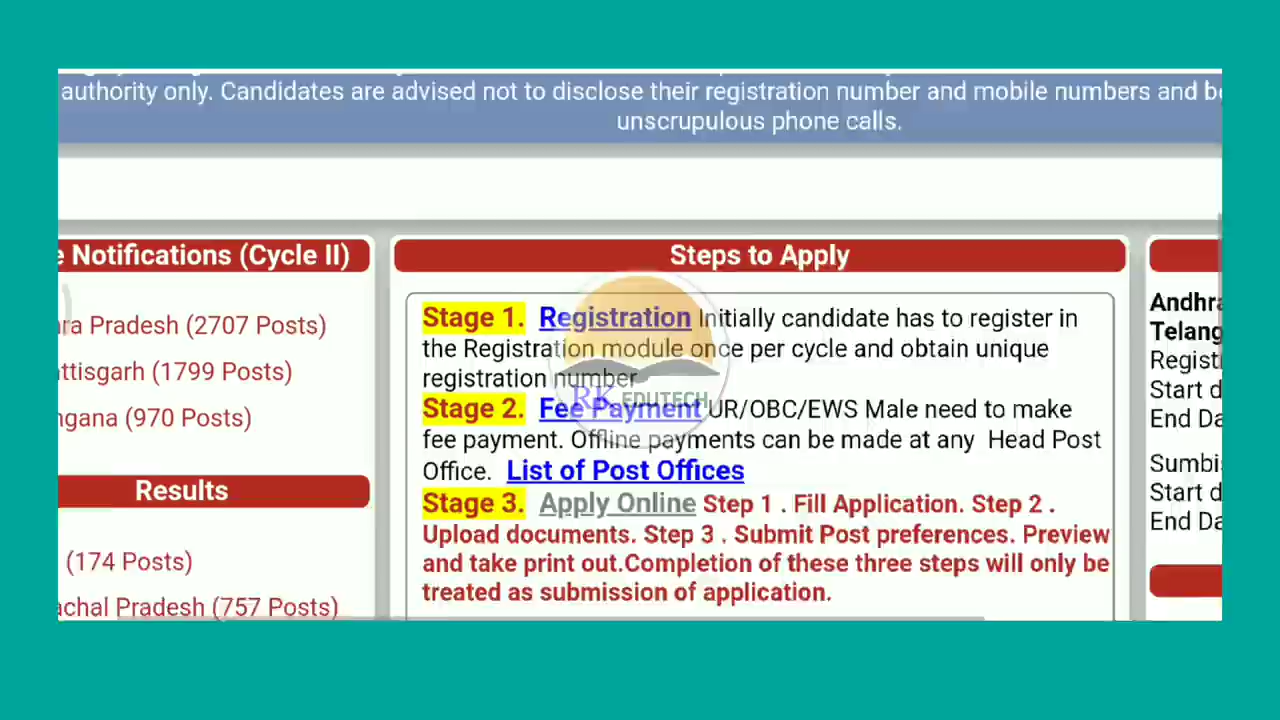 authority only. Candidates are advised not to disclose their registration number and mobile numbers and
unscrupulous phone calls.
Notifications (Cycle II)
Pradesh (2707 Posts)
(1799 Posts)
(970 Posts)
Results
(174 Posts)
Pradesh (757 Posts)
Steps to Apply
Stage 1. Registration Initially candidate has to register in
the Registration module once per cycle and obtain unique
registration number
Stage 2. Fee Payment UR/OBC/EWS Male need to make
fee payment. Offline payments can be made at any Head Post
Office. List of Post Offices
Stage 3. Apply Online Step 1 . Fill Application. Step 2 .
Upload documents. Step 3 . Submit Post preferences. Preview
and take print out.Completion of these three steps will only be
treated as submission of application.
RK EDUTECH
Andhra
Telang
Registr
Start d
End Da
Sumbis
Start d
End Da